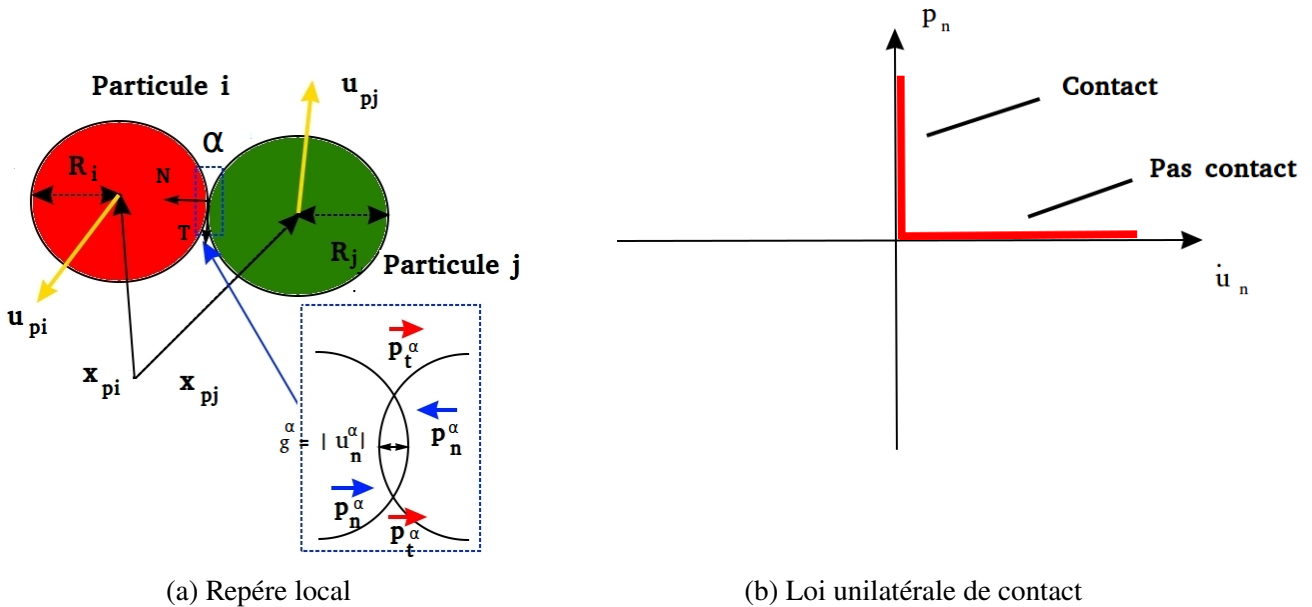 Particule i
u pj
α
R i
N
T
R j
Particule j
u pi
x pi
x pj
p t α
g α = | u n α |
p n α
p n α
p t α
(a) Repére local
p n
Contact
Pas contact
u̇ n
(b) Loi unilatérale de contact